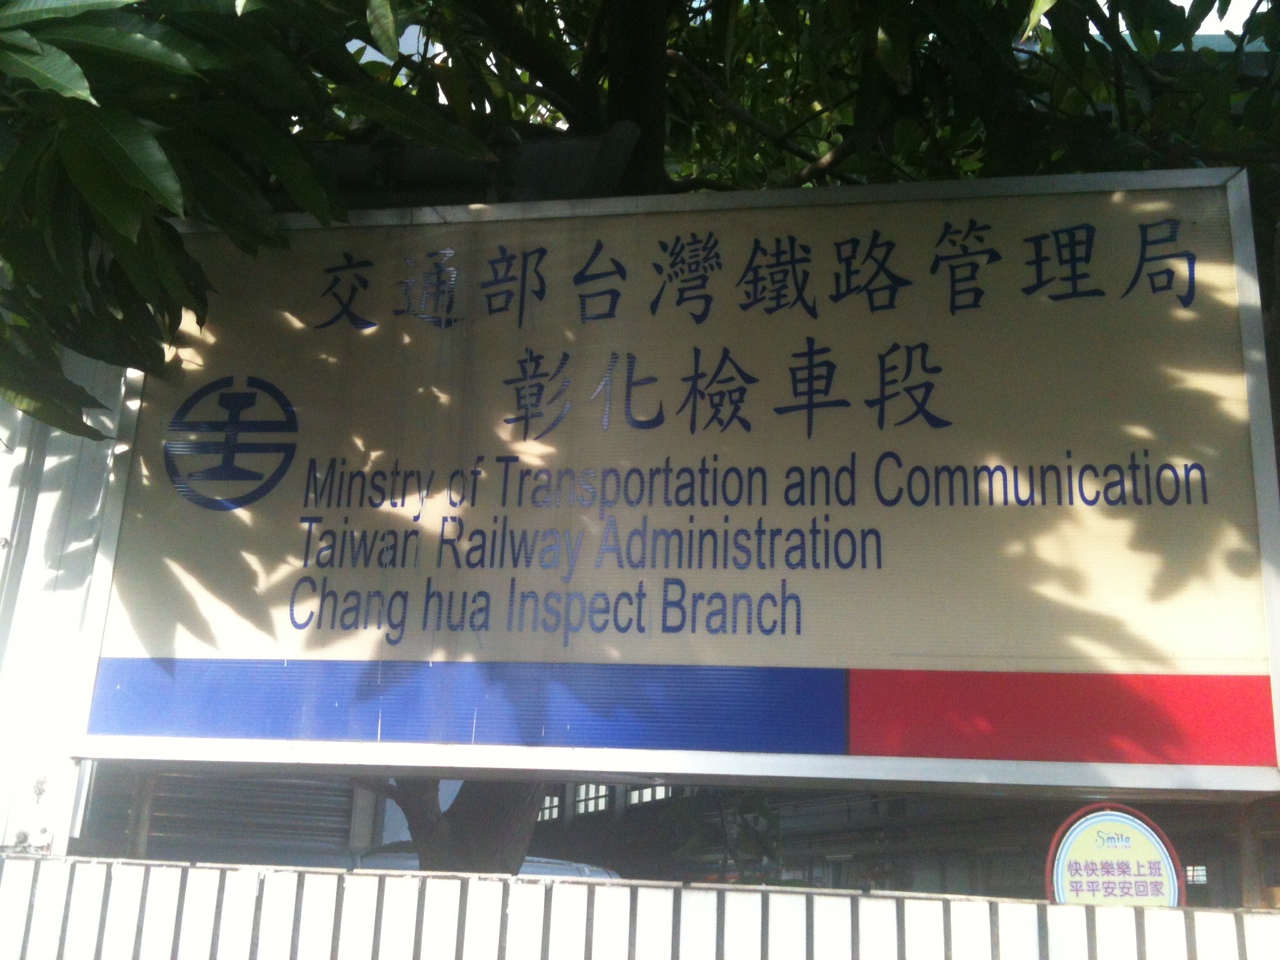 交通部台灣鐵路管理局
彰化檢車段
Minstry of Transportation and Communication
Taiwan Railway Administration
Chang hua Inspect Branch
Smile
快快樂樂上班
平平安安回家